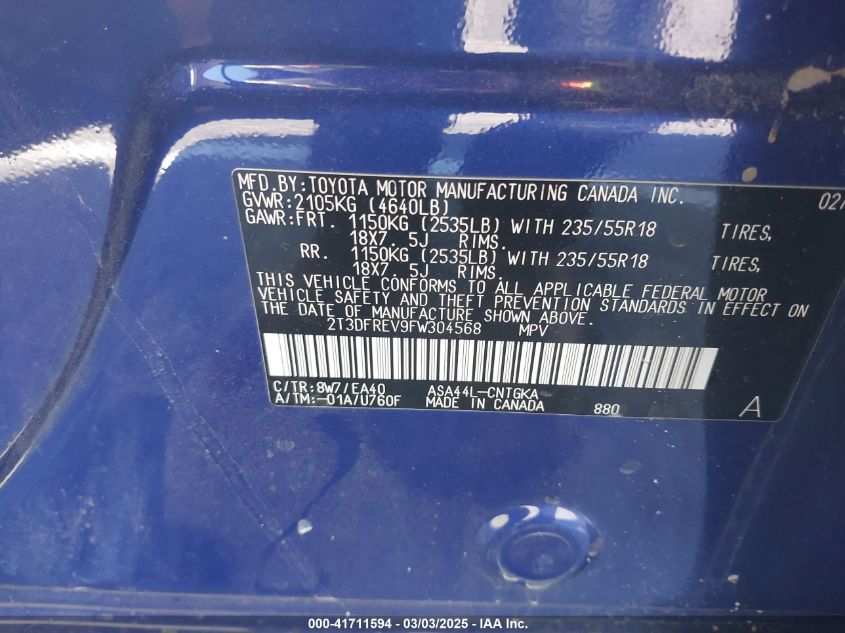 MFD.BY:TOYOTA MOTOR MANUFACTURING CANADA INC. 02/
GVWR:2105KG (4640LB)
GAWR:FRT. 1150KG (2535LB) WITH 235/55R18 TIRES,
18X7.5J RIMS.
RR. 1150KG (2535LB) WITH 235/55R18 TIRES,
18X7.5J RIMS.
THIS VEHICLE CONFORMS TO ALL APPLICABLE FEDERAL MOTOR
VEHICLE SAFETY AND THEFT PREVENTION STANDARDS IN EFFECT ON
THE DATE OF MANUFACTURE SHOWN ABOVE.
2T3DFREV9FW304568 MPV
C/TR:8W7/EA40 ASA44L-CNTGKA
A/TM:-01A/U760F MADE IN CANADA 880 A
000-41711594 - 03/03/2025 - IAA Inc.